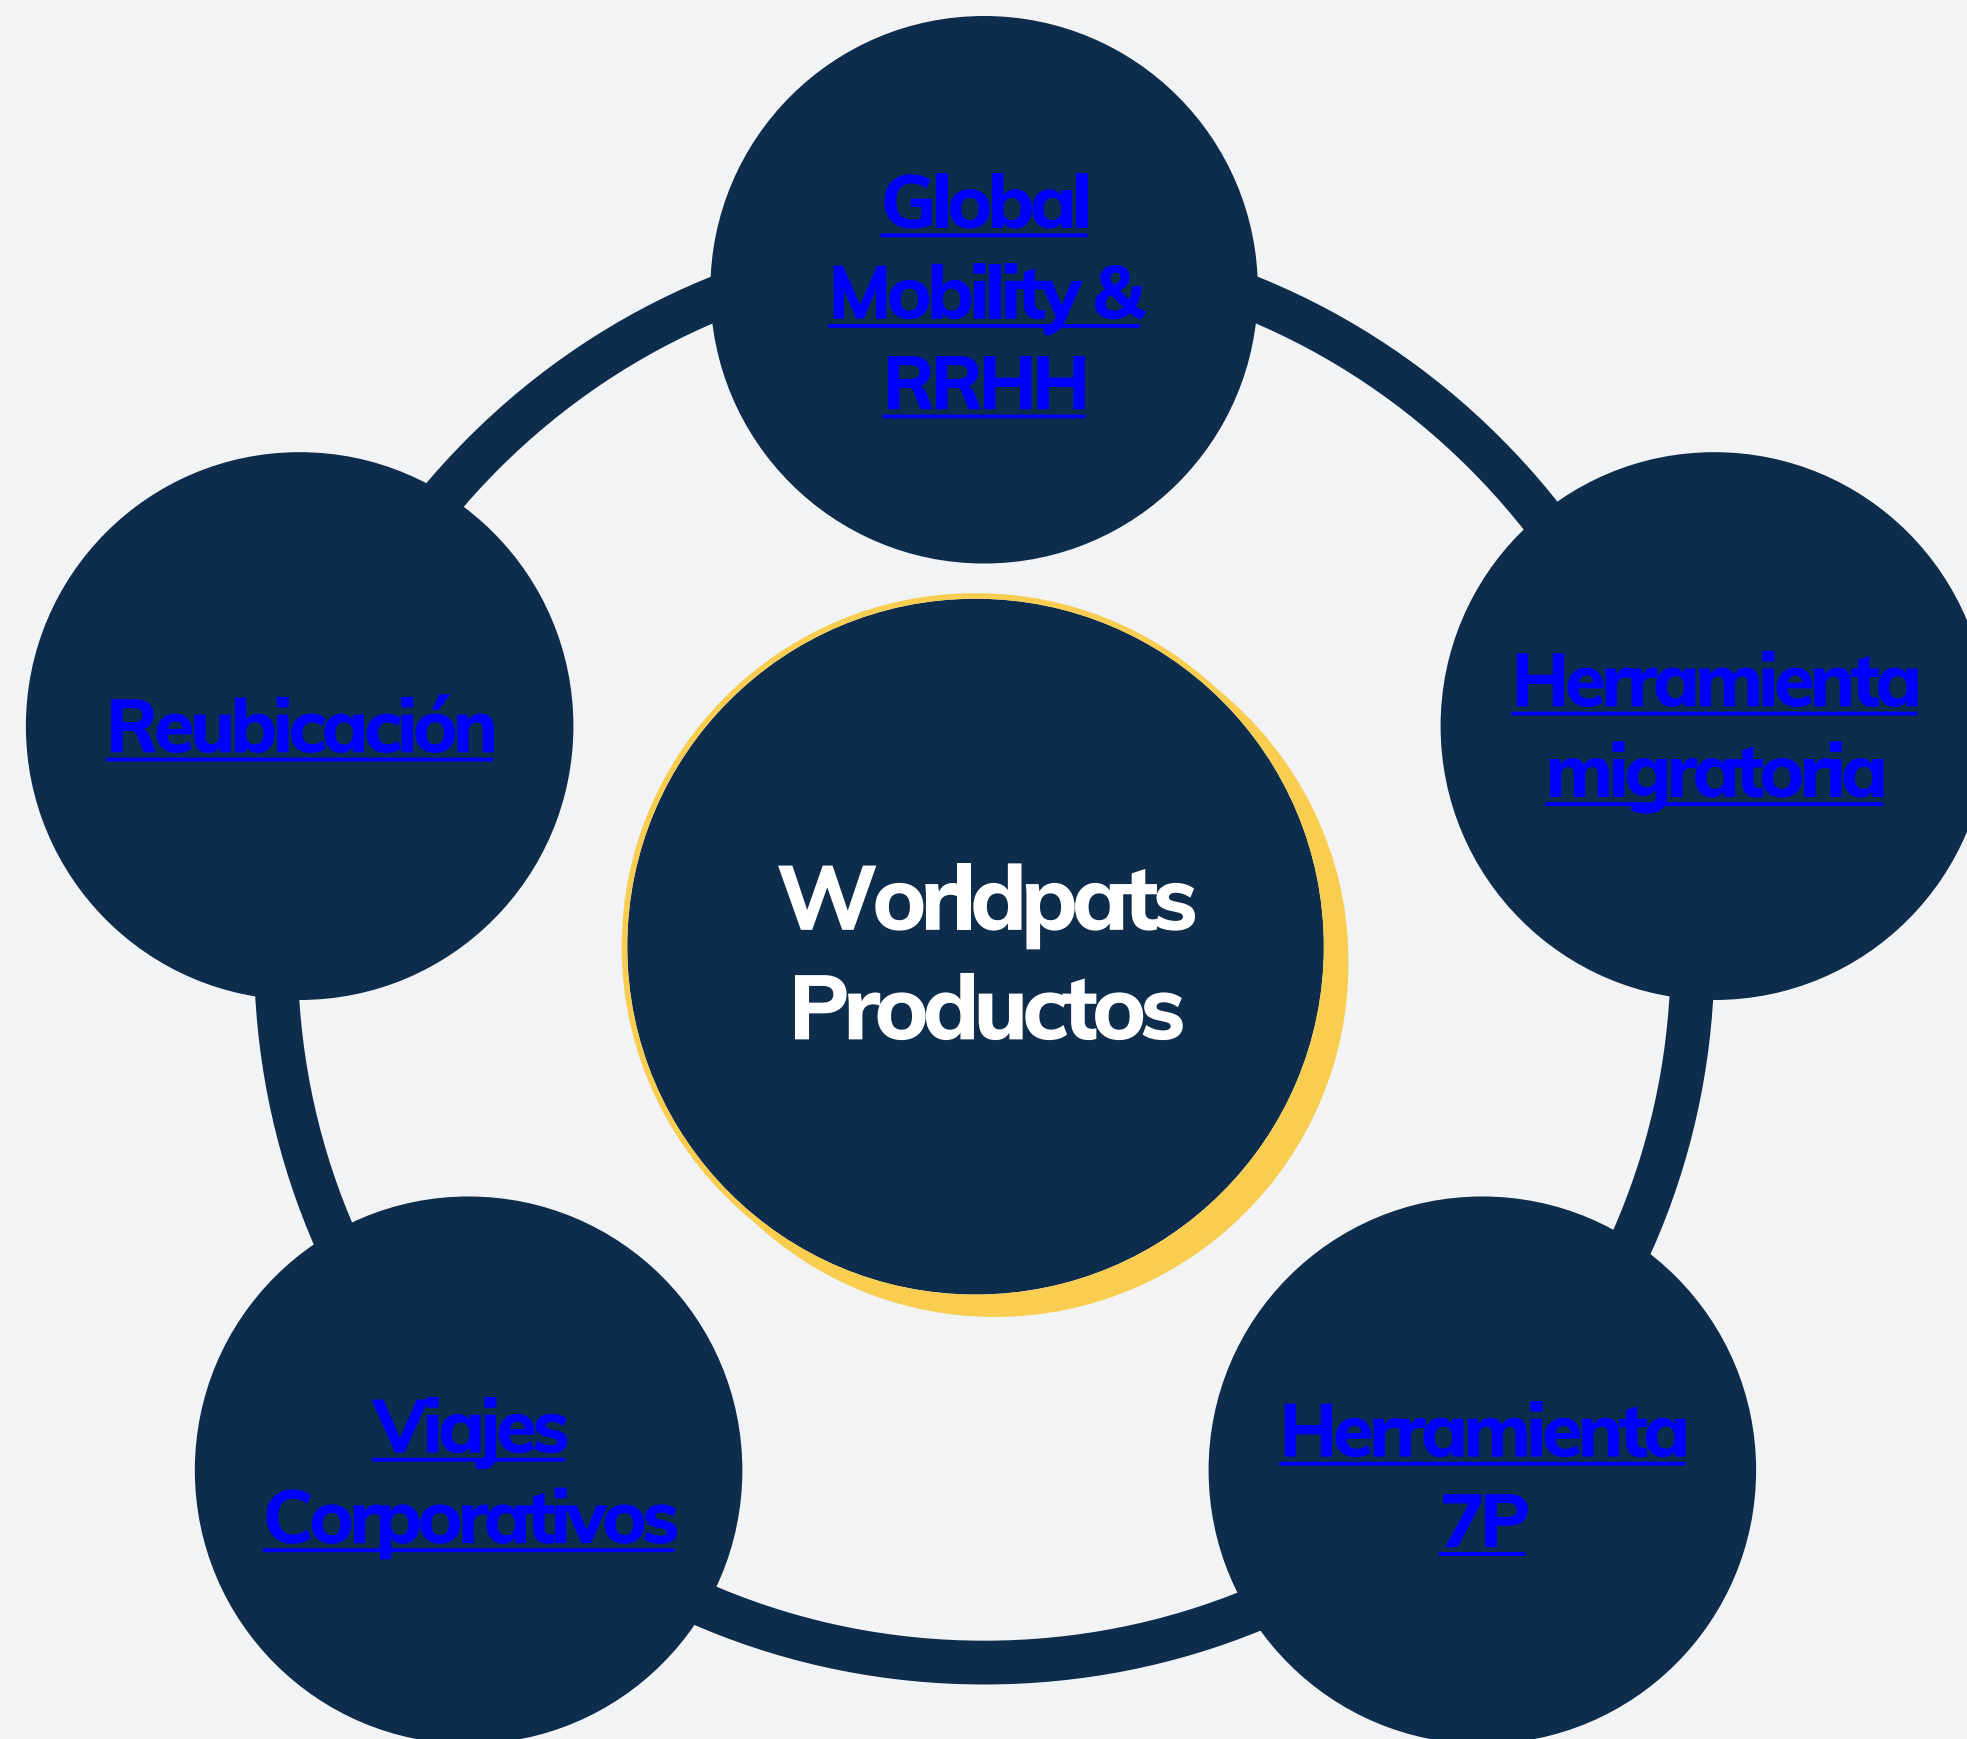 Global
Mobility &
RRHH
Reubicación
Herramienta
migratoria
Worldpats
Productos
Viajes
Corporativos
Herramienta
7P